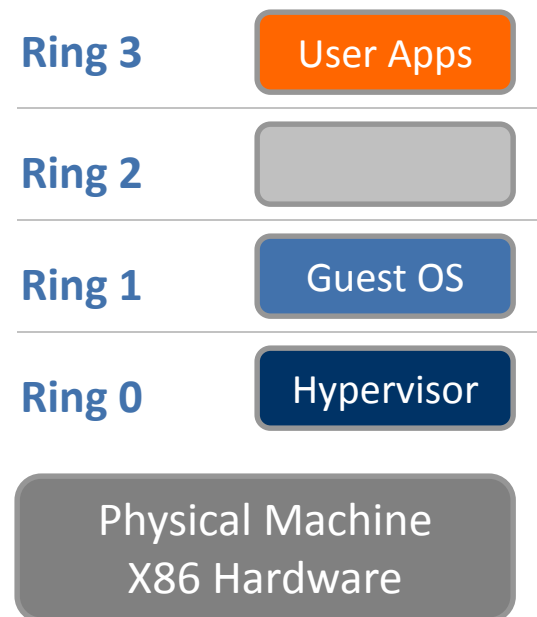 Ring 3 User Apps
Ring 2
Ring 1 Guest OS
Ring 0 Hypervisor
Physical Machine
X86 Hardware